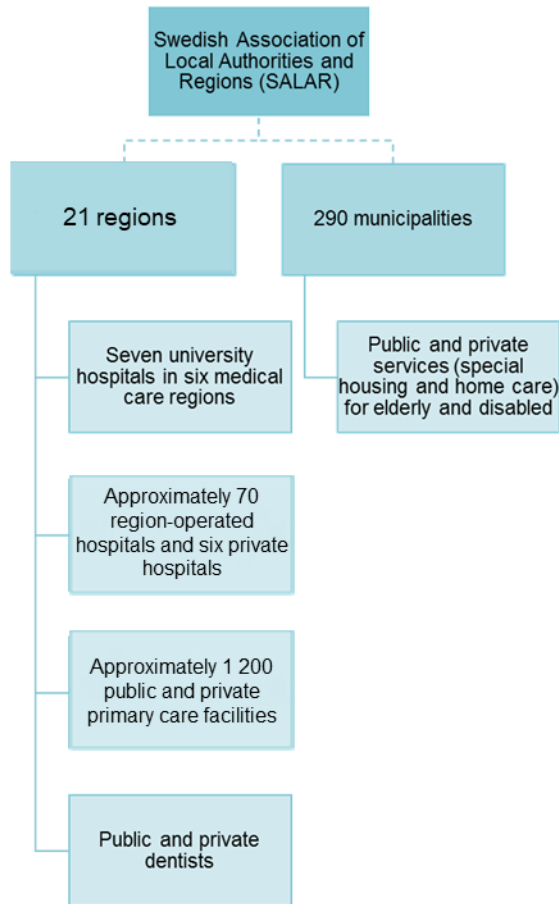 Swedish Association of
Local Authorities and
Regions (SALAR)
21 regions
290 municipalities
Seven university
hospitals in six medical
care regions
Public and private
services (special
housing and home care)
for elderly and disabled
Approximately 70
region-operated
hospitals and six private
hospitals
Approximately 1 200
public and private
primary care facilities
Public and private
dentists